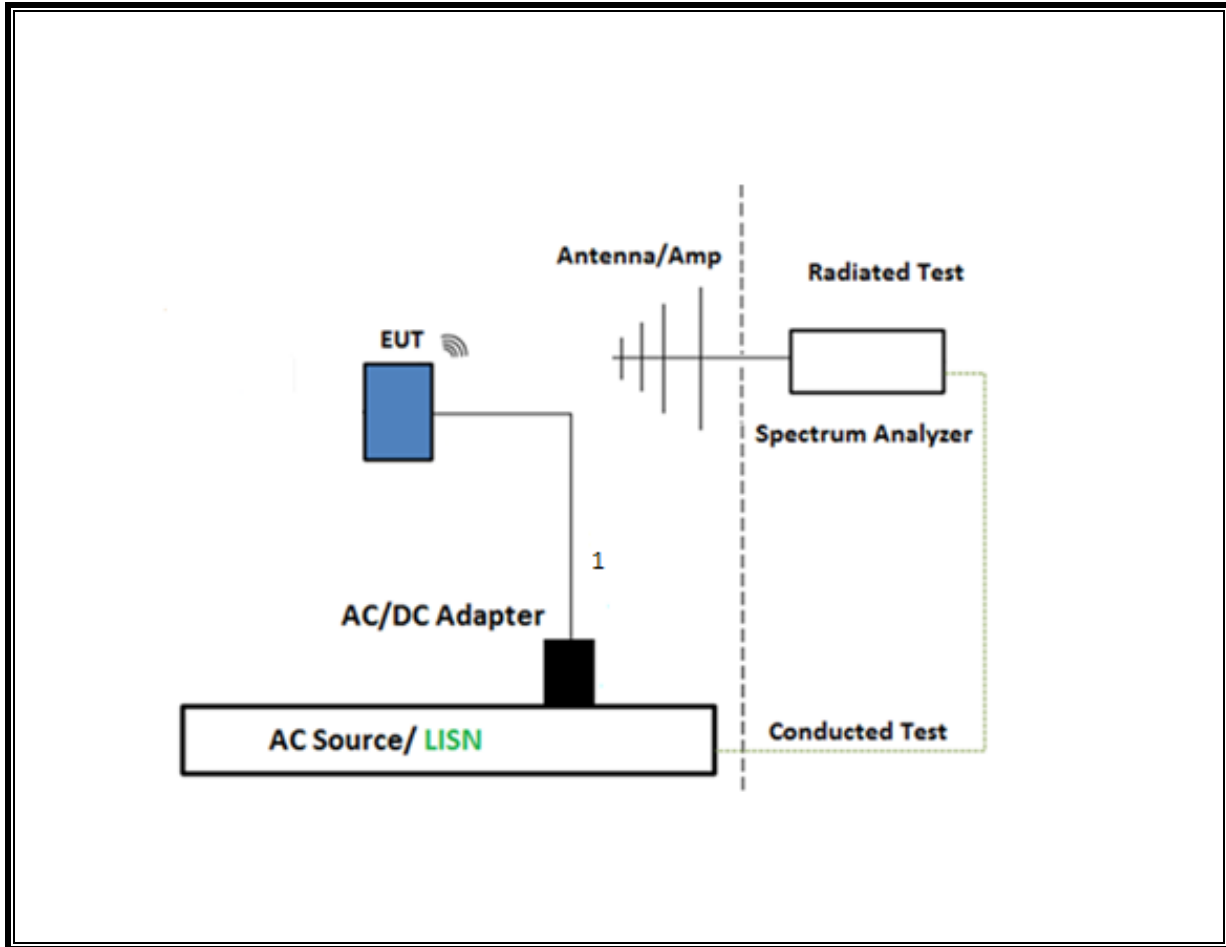 Antenna/Amp
Radiated Test
EUT
Spectrum Analyzer
1
AC/DC Adapter
AC Source/ LISN
Conducted Test